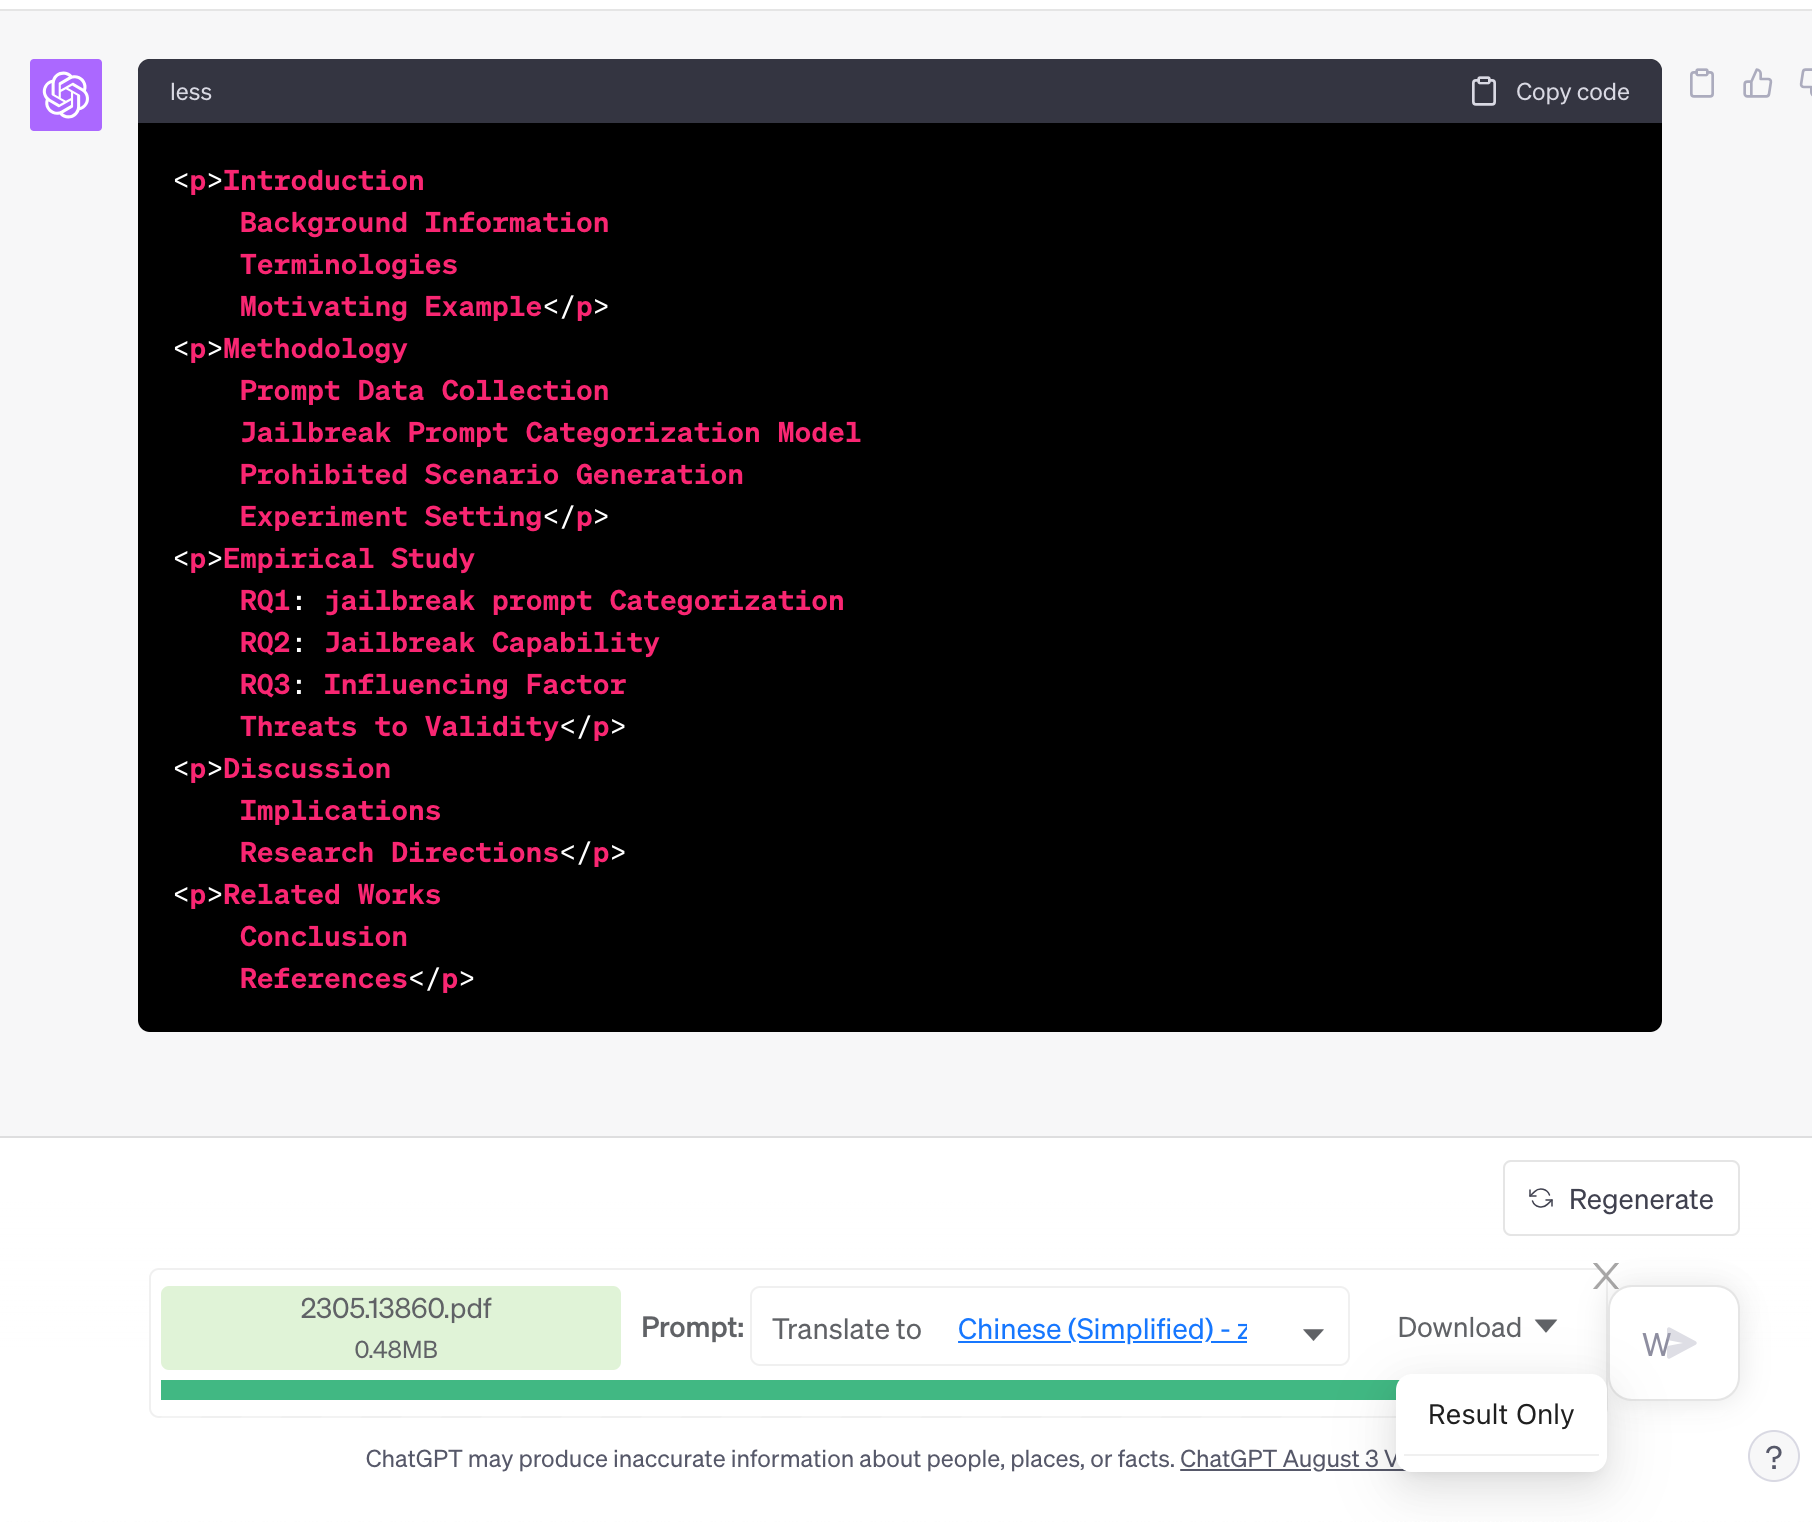 less
Copy code
<p>Introduction
Background Information
Terminologies
Motivating Example</p>
<p>Methodology
Prompt Data Collection
Jailbreak Prompt Categorization Model
Prohibited Scenario Generation
Experiment Setting</p>
<p>Empirical Study
RQ1: jailbreak prompt Categorization
RQ2: Jailbreak Capability
RQ3: Influencing Factor
Threats to Validity</p>
<p>Discussion
Implications
Research Directions</p>
<p>Related Works
Conclusion
References</p>
Regenerate
X
2305.13860.pdf
0.48MB
Prompt:
Translate to
Chinese (Simplified) - z
Download
W
Result Only
ChatGPT may produce inaccurate information about people, places, or facts. ChatGPT August 3 V
?